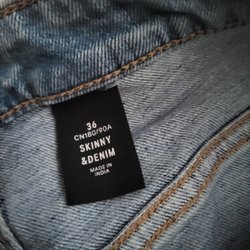 36
CN180/90A
SKINNY
&DENIM
MADE IN
INDIA